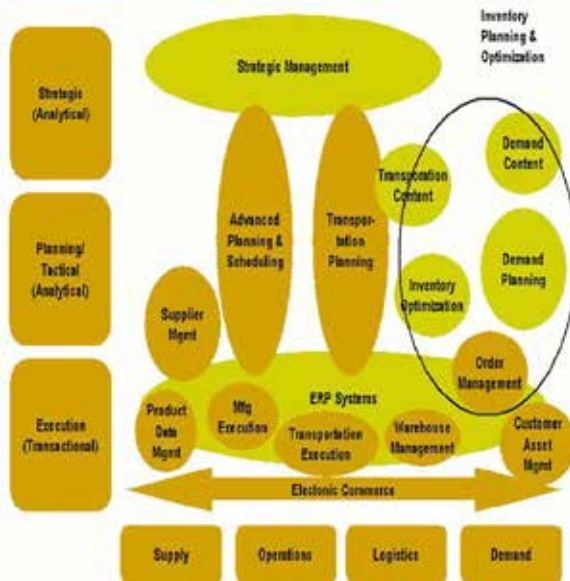 Inventory
Planning &
Optimization
Strategic
(Analytical)
Strategic Management
Demand
Content
Transporation
Content
Planning/
Tactical
(Analytical)
Advanced
Planning &
Scheduling
Transpor-
tation
Planning
Demand
Planning
Inventory
Optimization
Supplier
Mgmt
Order
Management
Execution
(Transactional)
ERP Systems
Product
Data
Mgmt
Mfg
Execution
Transportation
Execution
Warehouse
Management
Customer
Asset
Mgmt
Electonic Commerce
Supply
Operations
Logistics
Demand